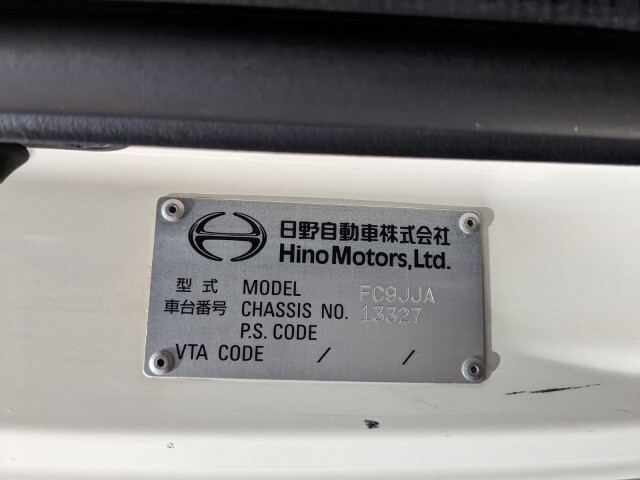 日野自動車株式会社
Hino Motors, Ltd.
型式 MODEL FC9JJA
車台番号 CHASSIS NO. 13327
P.S. CODE
VTA CODE / /